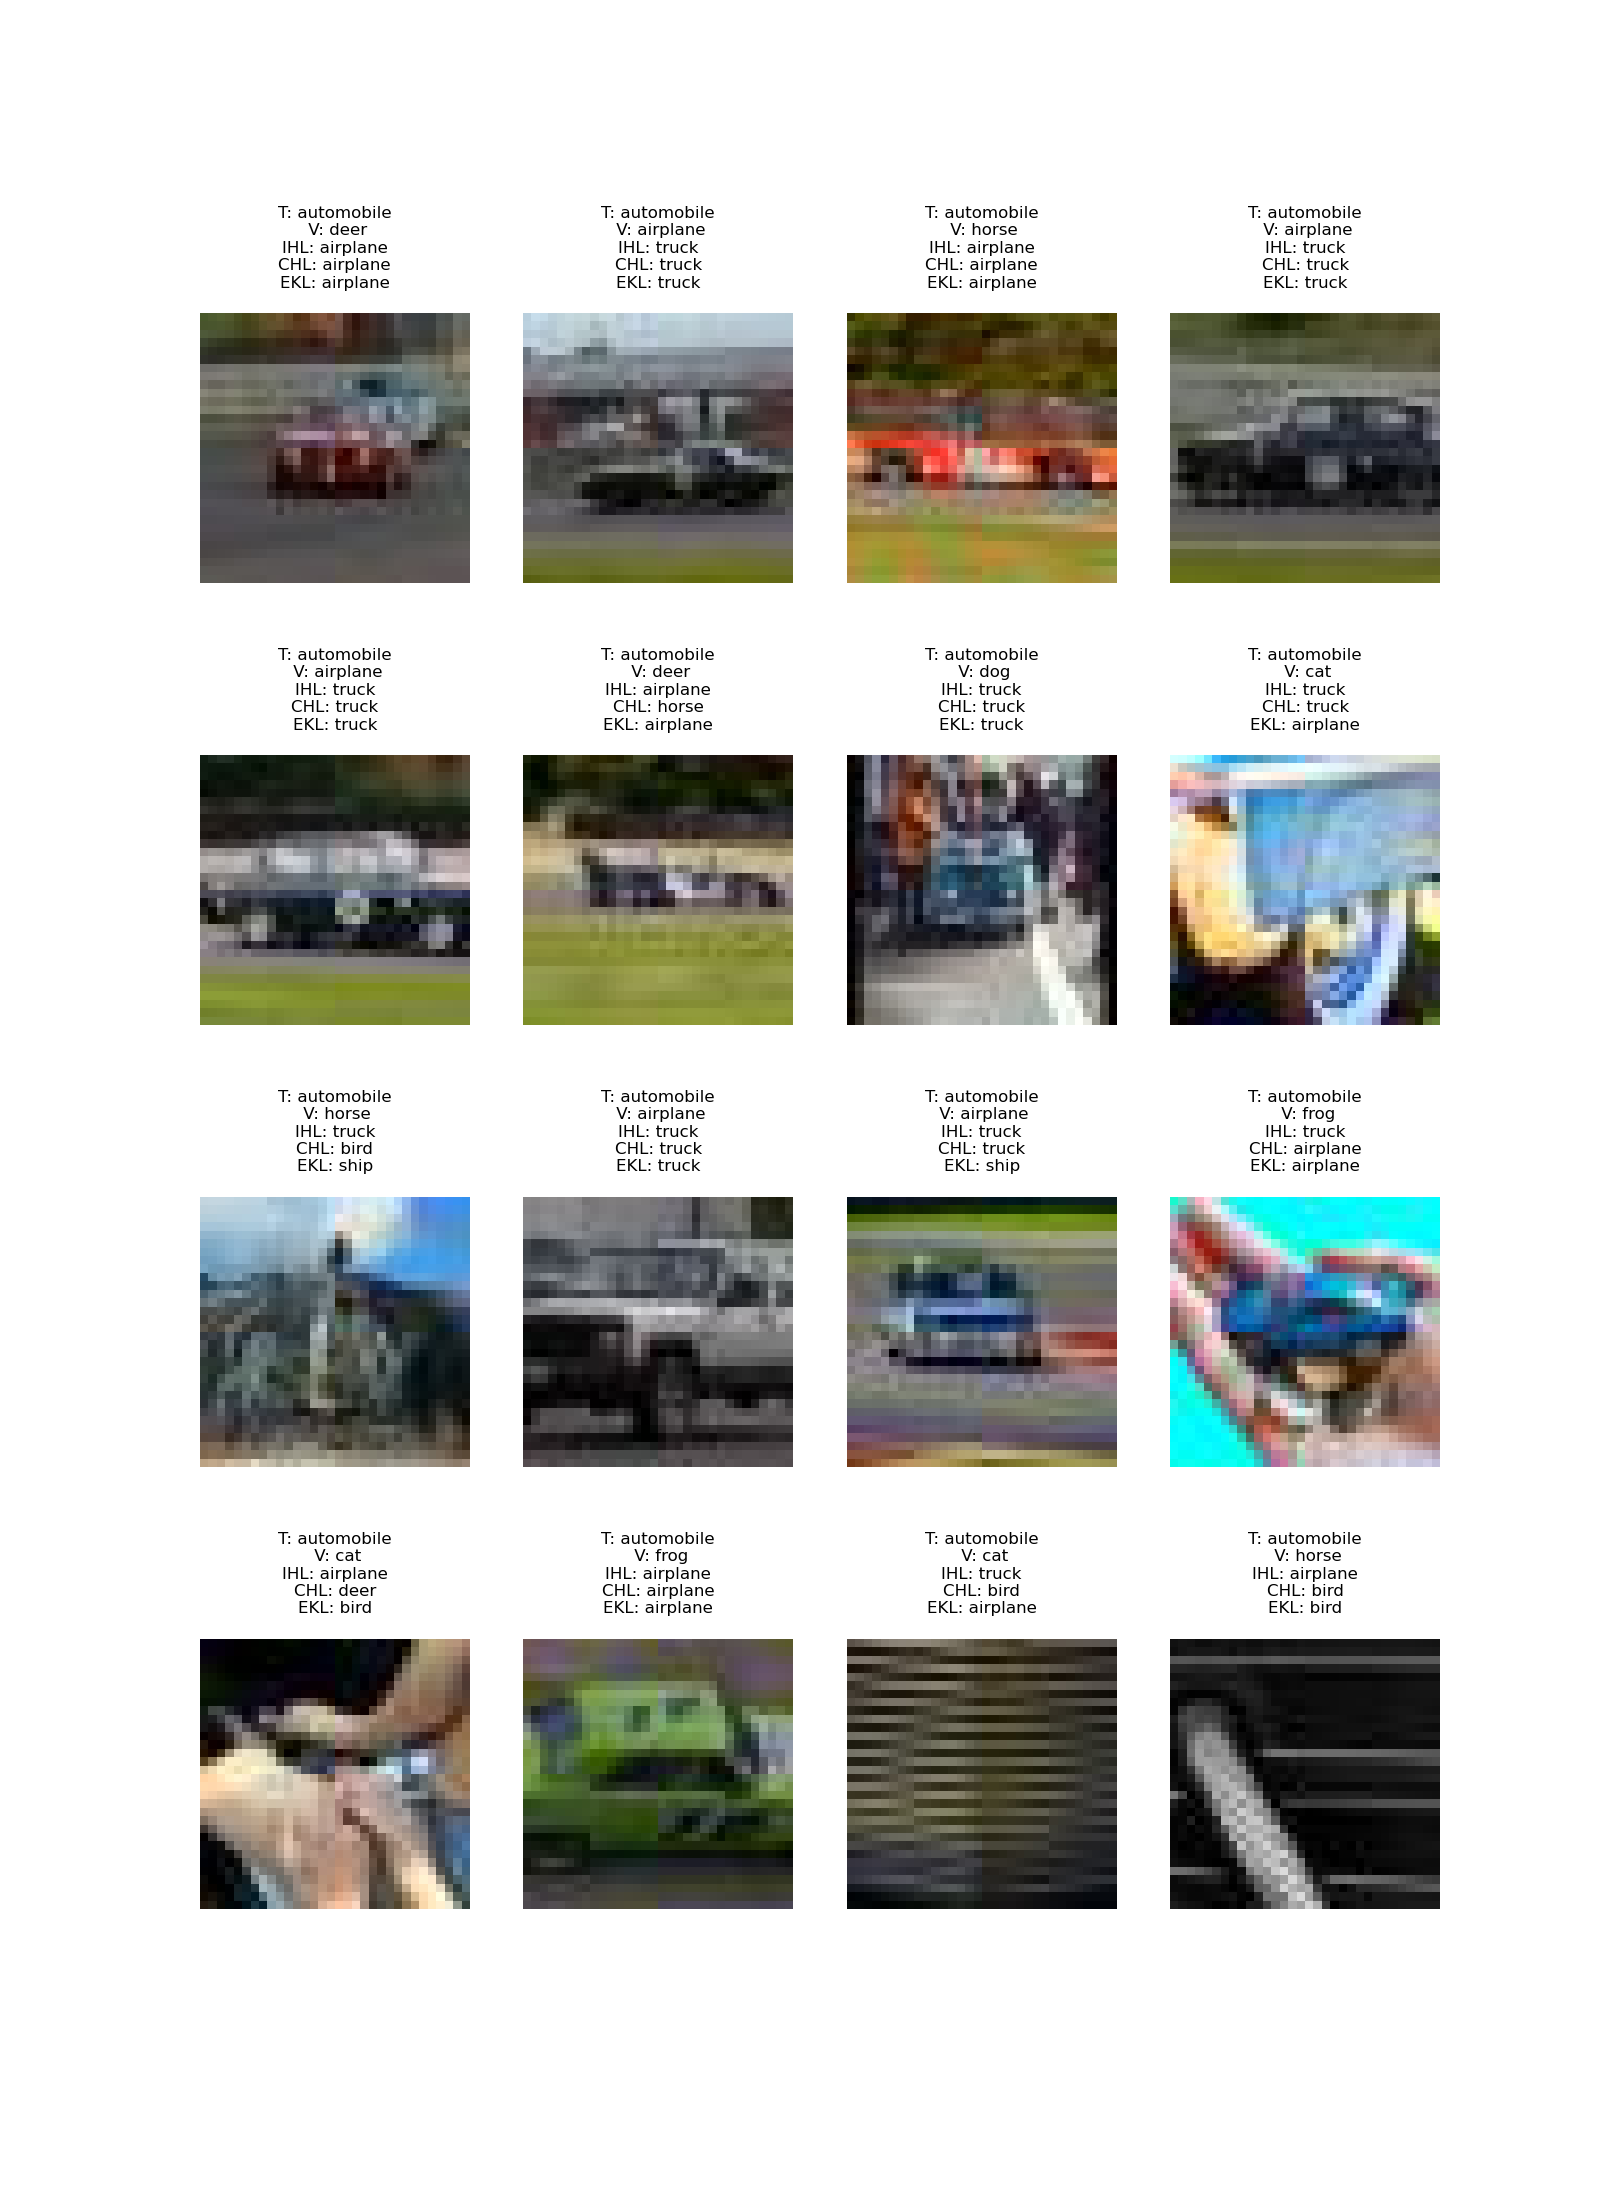 T: automobile
V: deer
IHL: airplane
CHL: airplane
EKL: airplane
T: automobile
V: airplane
IHL: truck
CHL: truck
EKL: truck
T: automobile
V: horse
IHL: airplane
CHL: airplane
EKL: airplane
T: automobile
V: airplane
IHL: truck
CHL: truck
EKL: truck
T: automobile
V: airplane
IHL: truck
CHL: truck
EKL: truck
T: automobile
V: deer
IHL: airplane
CHL: horse
EKL: airplane
T: automobile
V: dog
IHL: truck
CHL: truck
EKL: truck
T: automobile
V: cat
IHL: truck
CHL: truck
EKL: airplane
T: automobile
V: horse
IHL: truck
CHL: bird
EKL: ship
T: automobile
V: airplane
IHL: truck
CHL: truck
EKL: truck
T: automobile
V: airplane
IHL: truck
CHL: truck
EKL: ship
T: automobile
V: frog
IHL: truck
CHL: airplane
EKL: airplane
T: automobile
V: cat
IHL: airplane
CHL: deer
EKL: bird
T: automobile
V: frog
IHL: airplane
CHL: airplane
EKL: airplane
T: automobile
V: cat
IHL: truck
CHL: bird
EKL: airplane
T: automobile
V: horse
IHL: airplane
CHL: bird
EKL: bird